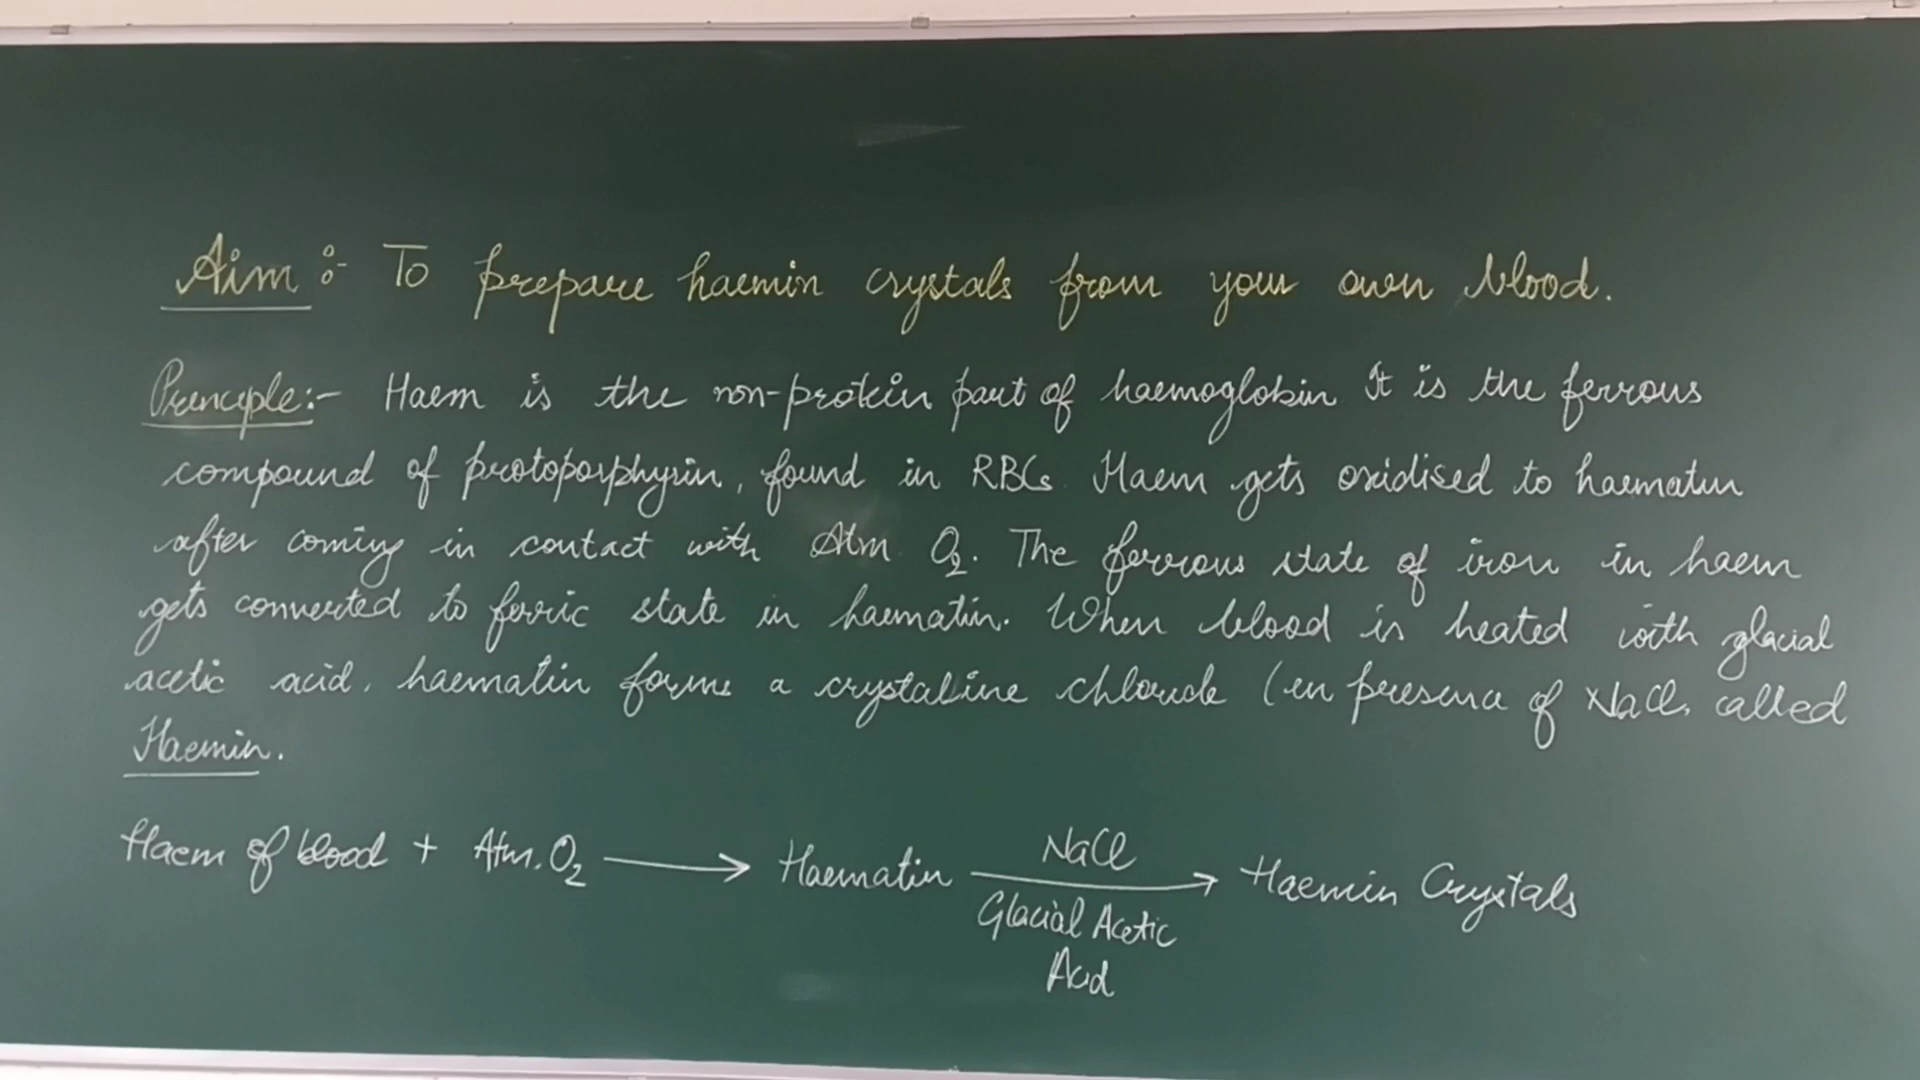 Aim :- To prepare haemin crystals from your own blood.
Principle:- Haem is the non-protein part of haemoglobin. It is the ferrous
compound of protoporphyrin, found in RBCs. Haem gets oxidised to haematin
after coming in contact with Atm O₂. The ferrous state of iron in haem
gets converted to ferric state in haematin. When blood is heated with glacial
acetic acid, haematin forms a crystalline chloride (in presence of NaCl, called
Haemin.
Haem of blood + Atm. O₂ ⟶ Haematin NaCl ⟶ Haemin Crystals
Glacial Acetic
Acid